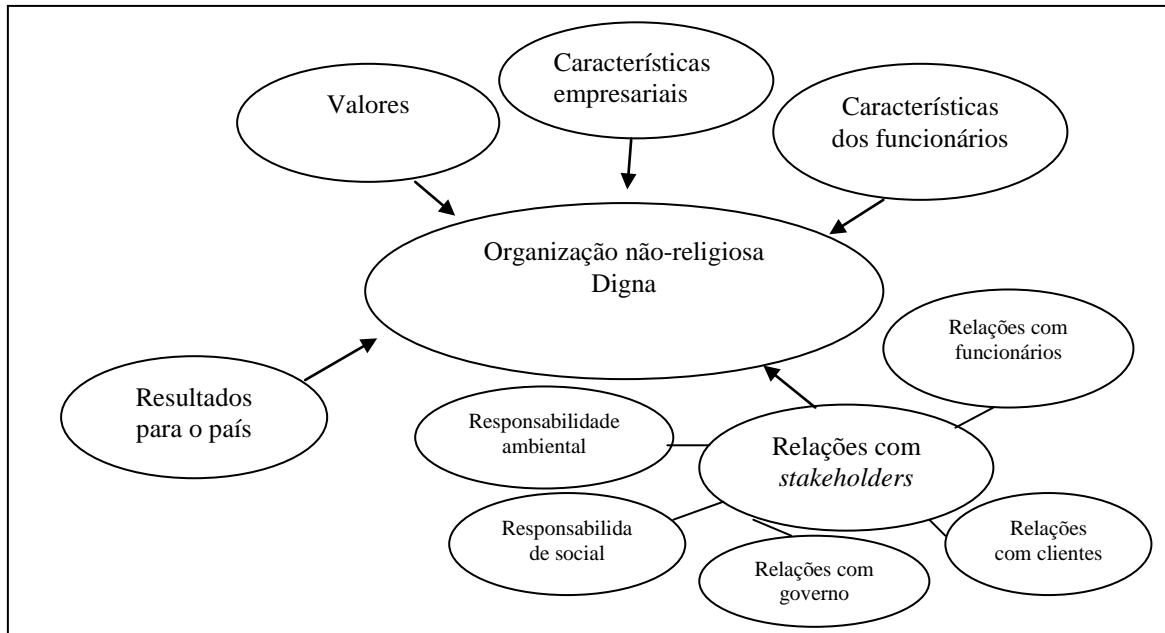 Valores
Características
empresariais
Características
dos funcionários
Organização não-religiosa
Digna
Relações com
funcionários
Resultados
para o país
Responsabilidade
ambiental
Relações com
stakeholders
Responsabilida
de social
Relações com
governo
Relações
com clientes